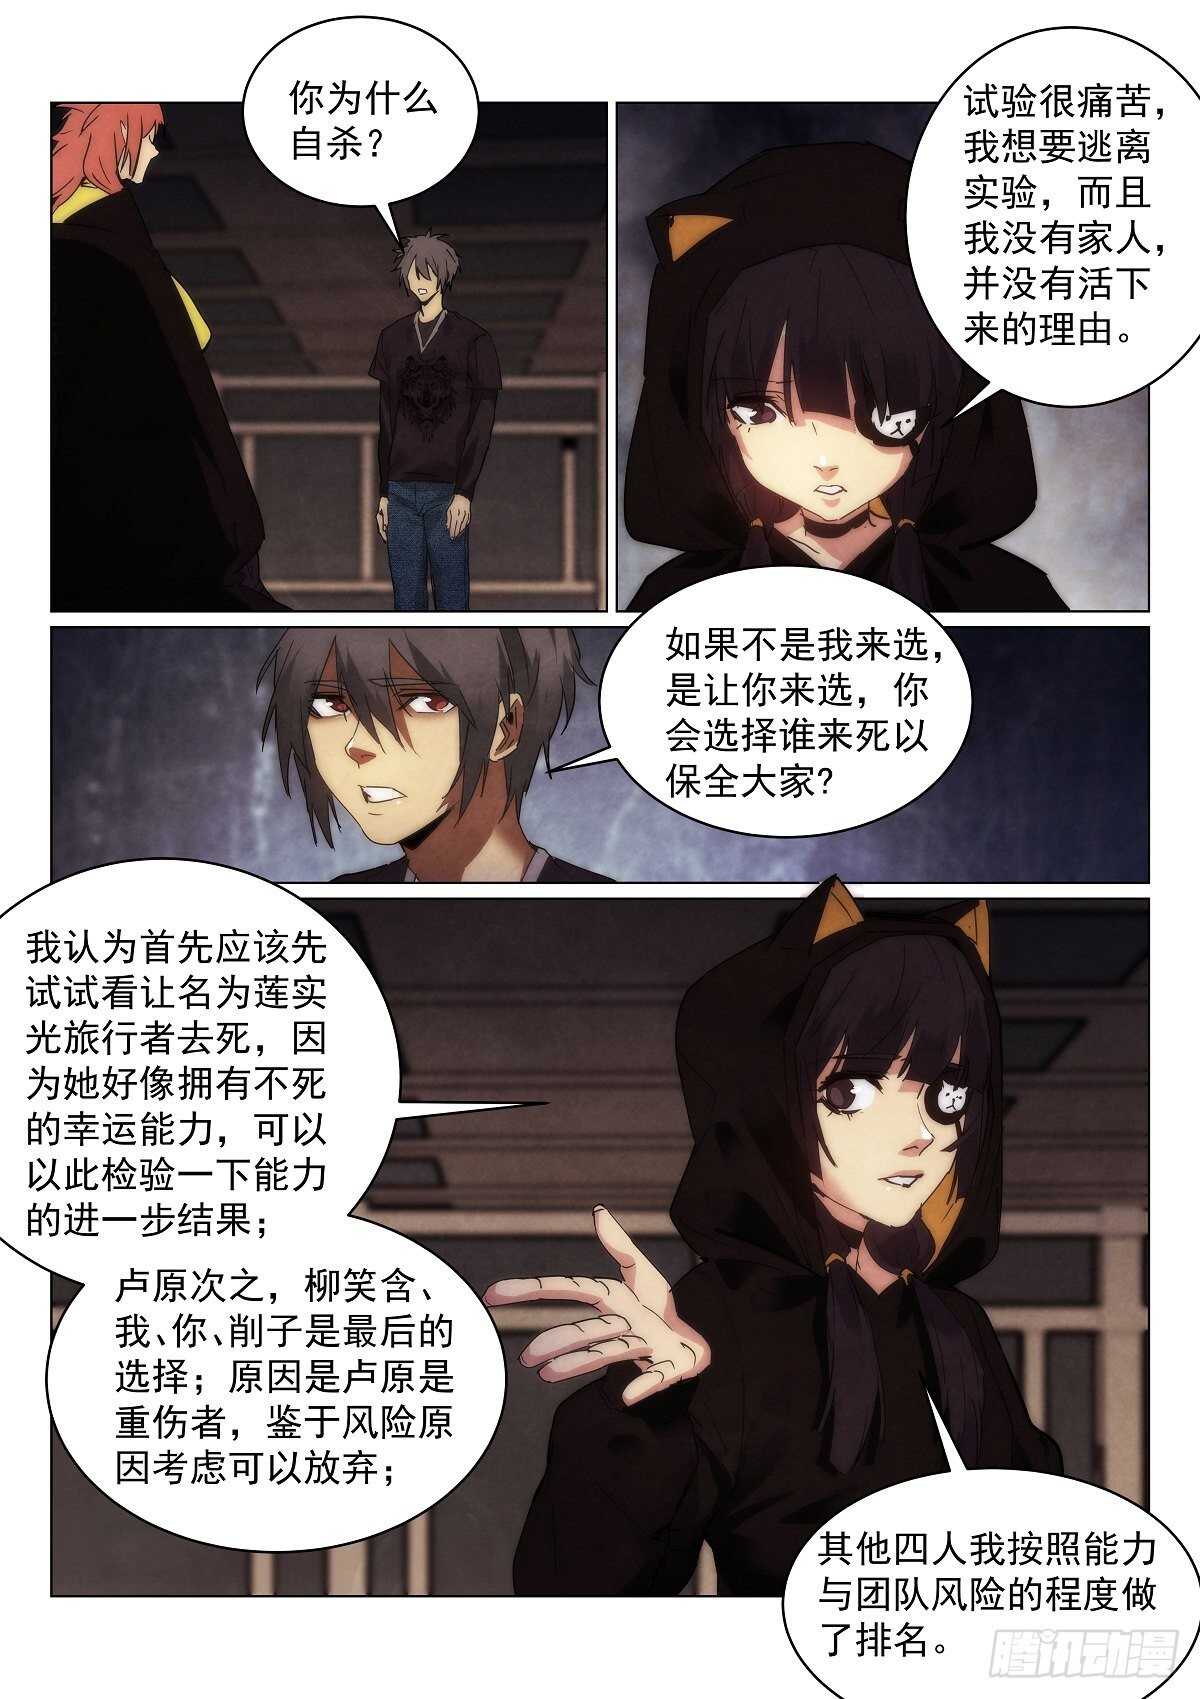 你为什么
自杀？
试验很痛苦，
我想要逃离
实验，而且
我没有家人，
并没有活下
来的理由。
如果不是我来选，
是让你来选，你
会选择谁来死以
保全大家？
我认为首先应该先
试试看让名为莲实
光旅行者去死，因
为她好像拥有不死
的幸运能力，可以
以此检验一下能力
的进一步结果；
卢原次之，柳笑含、
我、你、削子是最后的
选择；原因是卢原是
重伤者，鉴于风险原
因考虑可以放弃；
其他四人我按照能力
与团队风险的程度做
了排名。
腾讯动漫